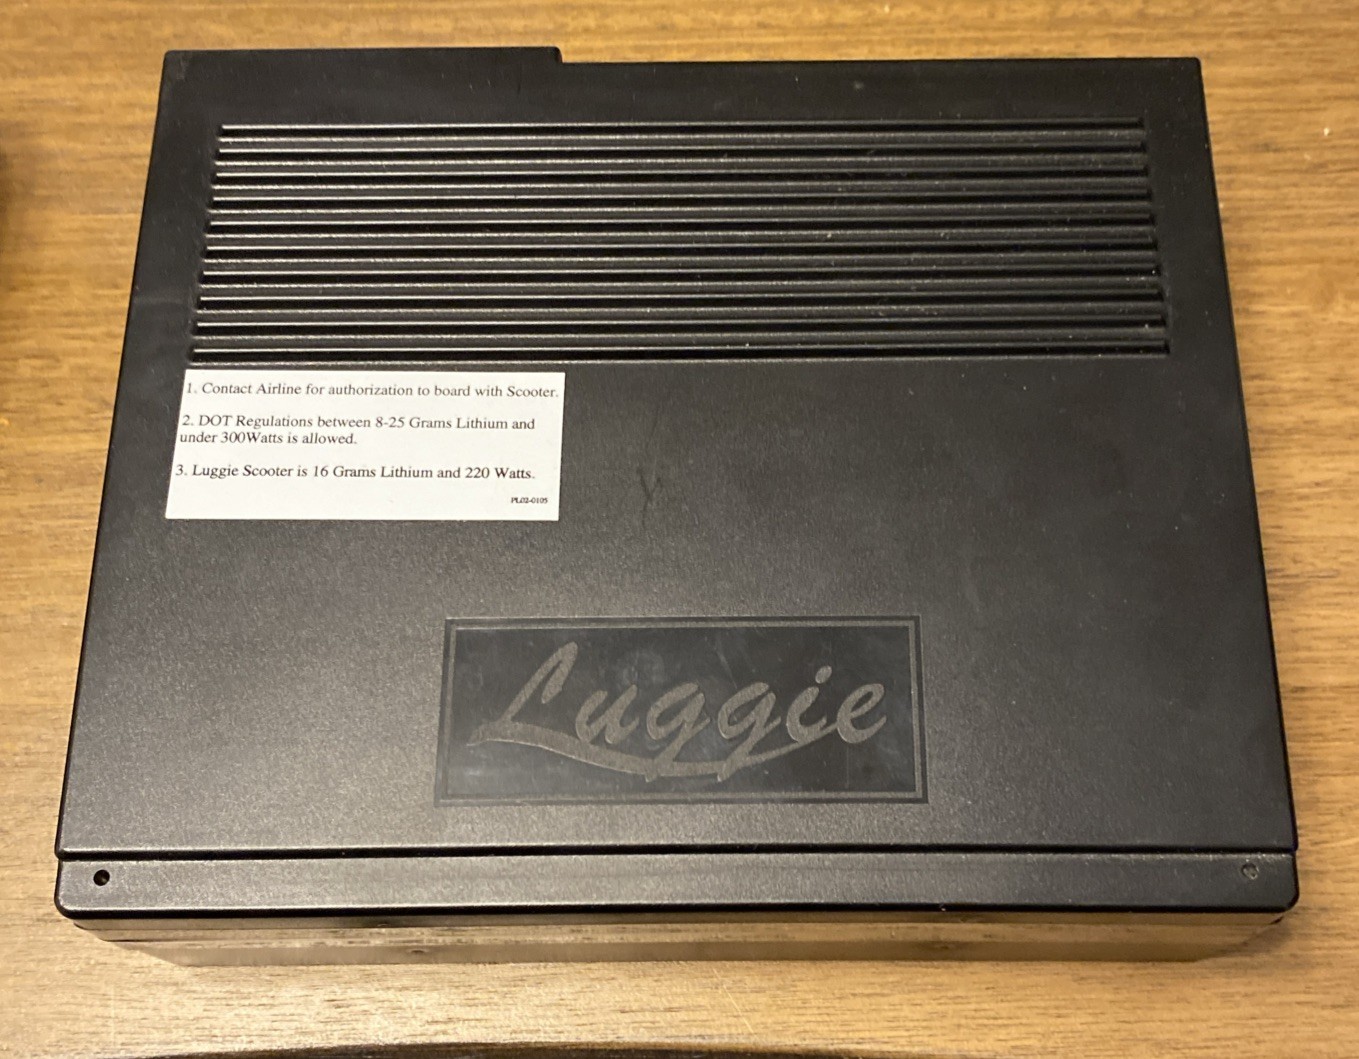 1. Contact Airline for authorization to board with Scooter.
2. DOT Regulations between 8-25 Grams Lithium and
under 300Watts is allowed.
3. Luggie Scooter is 16 Grams Lithium and 220 Watts.
PL02-0105
Luggie